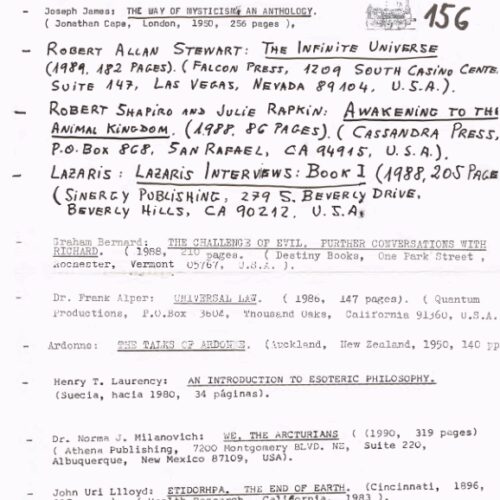 - Joseph James: THE WAY OF MYSTICISM, AN ANTHOLOGY.
( Jonathan Cape, London, 1950, 256 pages ),
156
- ROBERT ALLAN STEWART: THE INFINITE UNIVERSE
(1989, 182 PAGES). ( FALCON PRESS, 1209 SOUTH CASINO CENTE
SUITE 147, LAS VEGAS, NEVADA 89104, U.S.A.).
- ROBERT SHAPIRO AND JULIE RAPKIN: AWAKENING TO THE
ANIMAL KINGDOM. (1988, 86 PAGES). ( CASSANDRA PRESS,
P.O. BOX 868, SAN RAFAEL, CA 94915, U.S.A.).
- LAZARIS: LAZARIS INTERVIEWS: BOOK I (1988, 205 PAGE
( SINERGY PUBLISHING, 279 S. BEVERLY DRIVE,
BEVERLY HILLS, CA 90212, U.S.A.
- Graham Bernard: THE CHALLENGE OF EVIL, FURTHER CONVERSATIONS WITH
RICHARD. ( 1988, 210 pages. ( Destiny Books, One Park Street ,
Rochester, Vermont 05767, U.S.A. ).
- Dr. Frank Alper: UNIVERSAL LAW. ( 1986, 147 pages). ( Quantum
Productions, P.O.Box 3602, Thousand Oaks, California 91360, U.S.A.
- Ardonne: THE TALKS OF ARDONNE. (Auckland, New Zealand, 1950, 140 pp
- Henry T. Laurency: AN INTRODUCTION TO ESOTERIC PHILOSOPHY.
(Suecia, hacia 1980, 34 páginas).
- Dr. Norma J. Milanovich: WE, THE ARCTURIANS ( (1990, 319 pages)
( Athena Publishing, 7200 Montgomery BLVD. NE, Suite 220,
Albuquerque, New Mexico 87109, USA).
- John Uri Llloyd: ETIDORHPA. THE END OF EARTH. (Cincinnati, 1896,
Health Research, California, 1983 ).